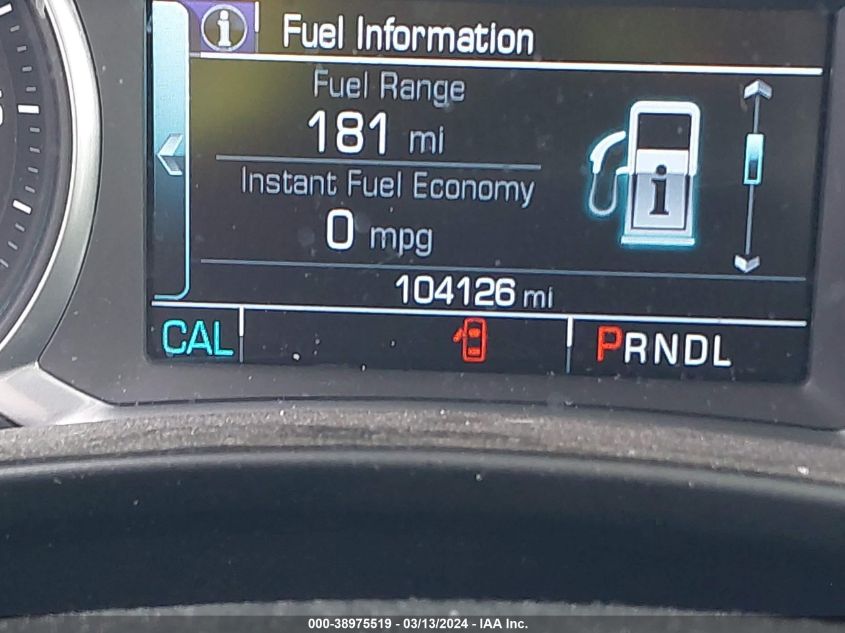 i Fuel Information
Fuel Range
181 mi
Instant Fuel Economy
0 mpg
i
104126 mi
CAL PRNDL
000-38975519 - 03/13/2024 - IAA Inc.